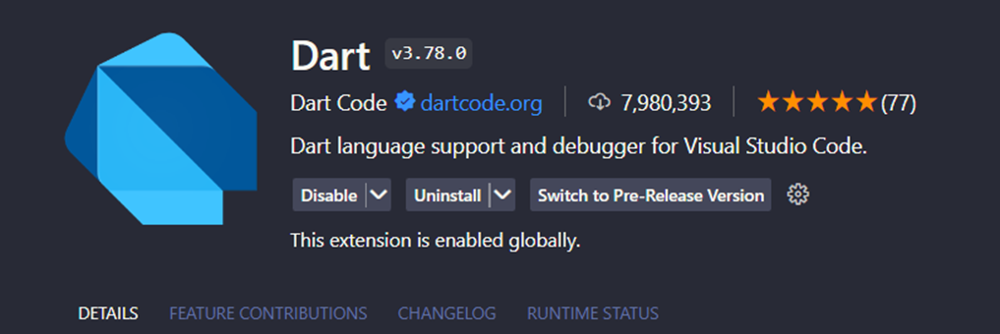 Dart v3.78.0
Dart Code dartcode.org 7,980,393 (77)
Dart language support and debugger for Visual Studio Code.
Disable Uninstall Switch to Pre-Release Version
This extension is enabled globally.
DETAILS FEATURE CONTRIBUTIONS CHANGELOG RUNTIME STATUS